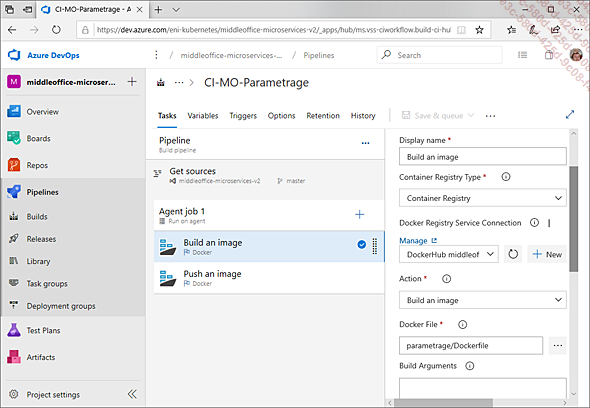 CI-MO-Parametrage - A
https://dev.azure.com/eni-kubernetes/middleoffice-microservices-v2/_apps/hub/ms.vss-ciworkflow.build-ci-hu
Azure DevOps
/ middleoffice-microservices-... / Pipelines
Search
M middleoffice-microser...
... > CI-MO-Parametrage
Overview
Boards
Repos
Pipelines
Builds
Releases
Library
Task groups
Deployment groups
Test Plans
Artifacts
Project settings
Tasks Variables Triggers Options Retention History Save & queue ...
Pipeline
Build pipeline
Get sources
middleoffice-microservices-v2 master
Agent job 1
Run on agent
Build an image
Docker
Push an image
Docker
Display name *
Build an image
Container Registry Type *
Container Registry
Docker Registry Service Connection
Manage
DockerHub middleof
New
Action *
Build an image
Docker File *
parametrage/Dockerfile
Build Arguments